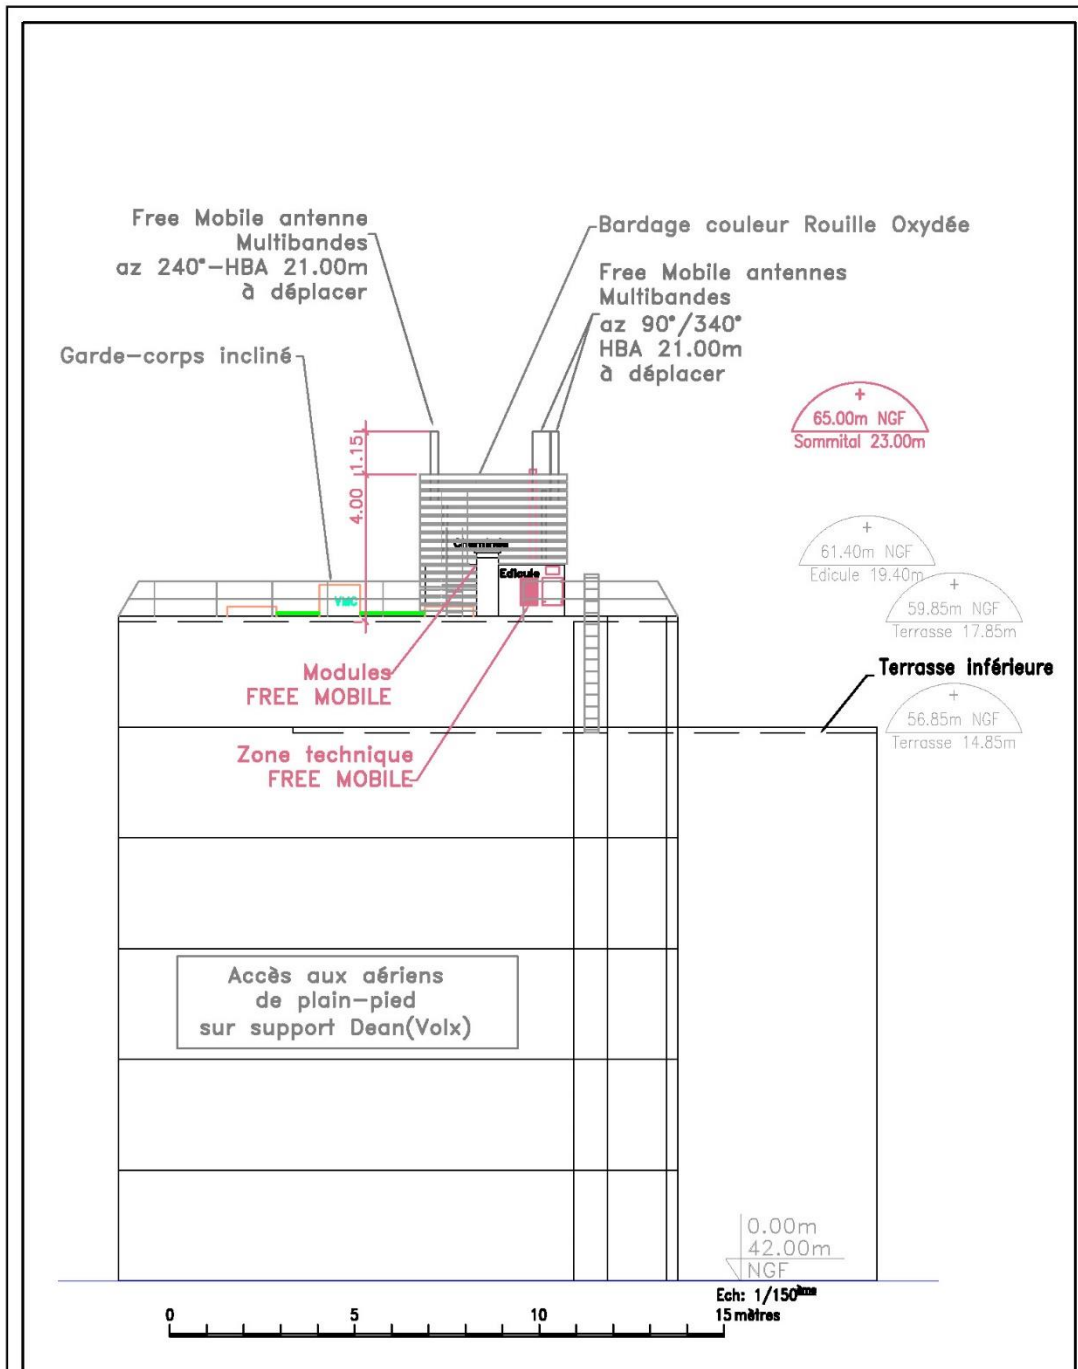 Free Mobile antenne
Multibandes
az 240°-HBA 21.00m
à déplacer
Bardage couleur Rouille Oxydée
Free Mobile antennes
Multibandes
az 90°/340°
HBA 21.00m
à déplacer
Garde-corps incliné
65.00m NGF
Sommital 23.00m
1.15
4.00
61.40m NGF
Edicule 19.40m
Cheminée
Edicule
VMC
59.85m NGF
Terrasse 17.85m
Terrasse inférieure
56.85m NGF
Terrasse 14.85m
Modules
FREE MOBILE
Zone technique
FREE MOBILE
Accès aux aériens
de plain-pied
sur support Dean(Volx)
0.00m
42.00m
NGF
Ech: 1/150ème
0 5 10 15 mètres